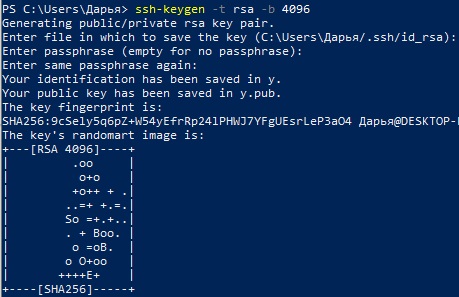 PS C:\Users\Дарья> ssh-keygen -t rsa -b 4096
Generating public/private rsa key pair.
Enter file in which to save the key (C:\Users\Дарья/.ssh/id_rsa):
Enter passphrase (empty for no passphrase):
Enter same passphrase again:
Your identification has been saved in y.
Your public key has been saved in y.pub.
The key fingerprint is:
SHA256:9cSely5q6pZ+W54yEfrRp24lPHWJ7YFgUEsrLeP3aO4 Дарья@DESKTOP-
The key's randomart image is:
+---[RSA 4096]----+
|          .oo    |
|           o+o   |
|          +o++ + .|
|         ..=+ +.=.|
|         So =+.+..|
|         . + Boo. |
|          o =oB.  |
|         o O+oo   |
|        ++++E+    |
+----[SHA256]-----+